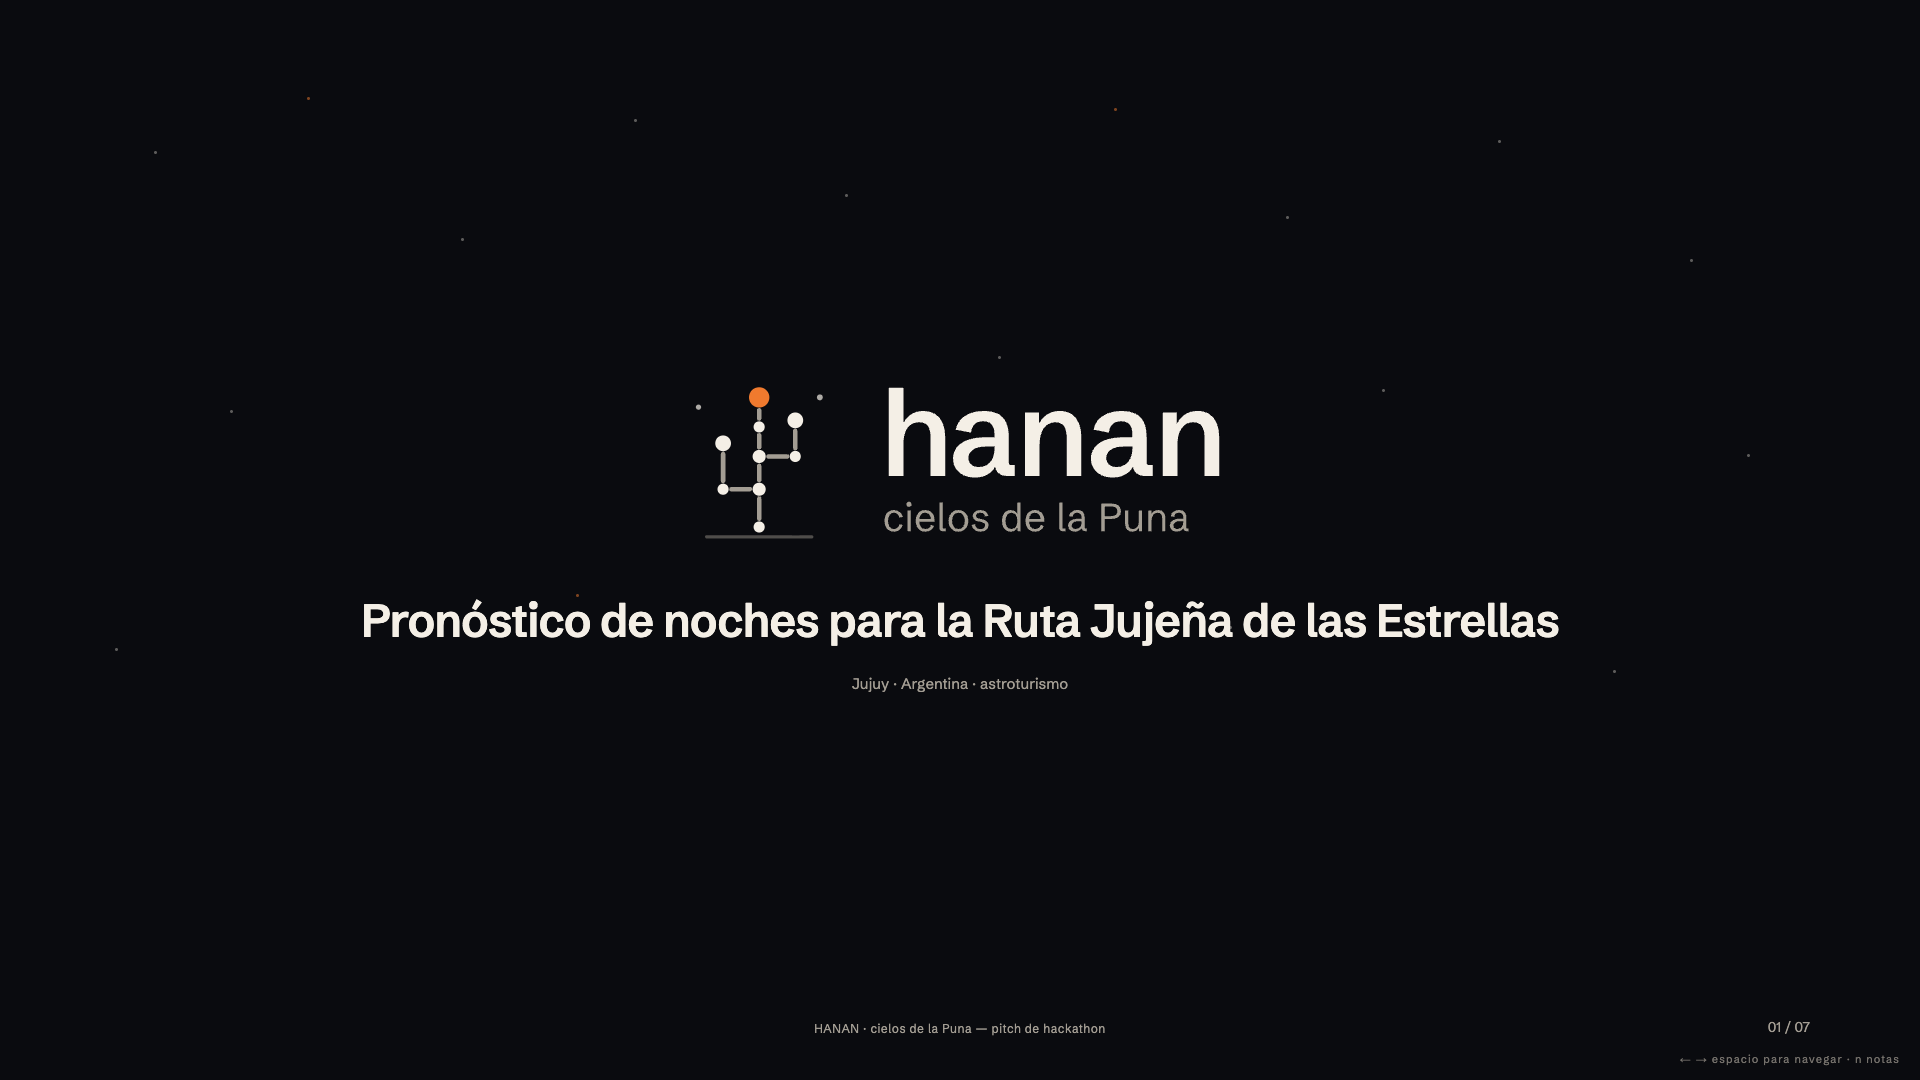 hanan
cielos de la Puna
Pronóstico de noches para la Ruta Jujeña de las Estrellas
Jujuy · Argentina · astroturismo
HANAN · cielos de la Puna — pitch de hackathon
01 / 07
← → espacio para navegar · n notas